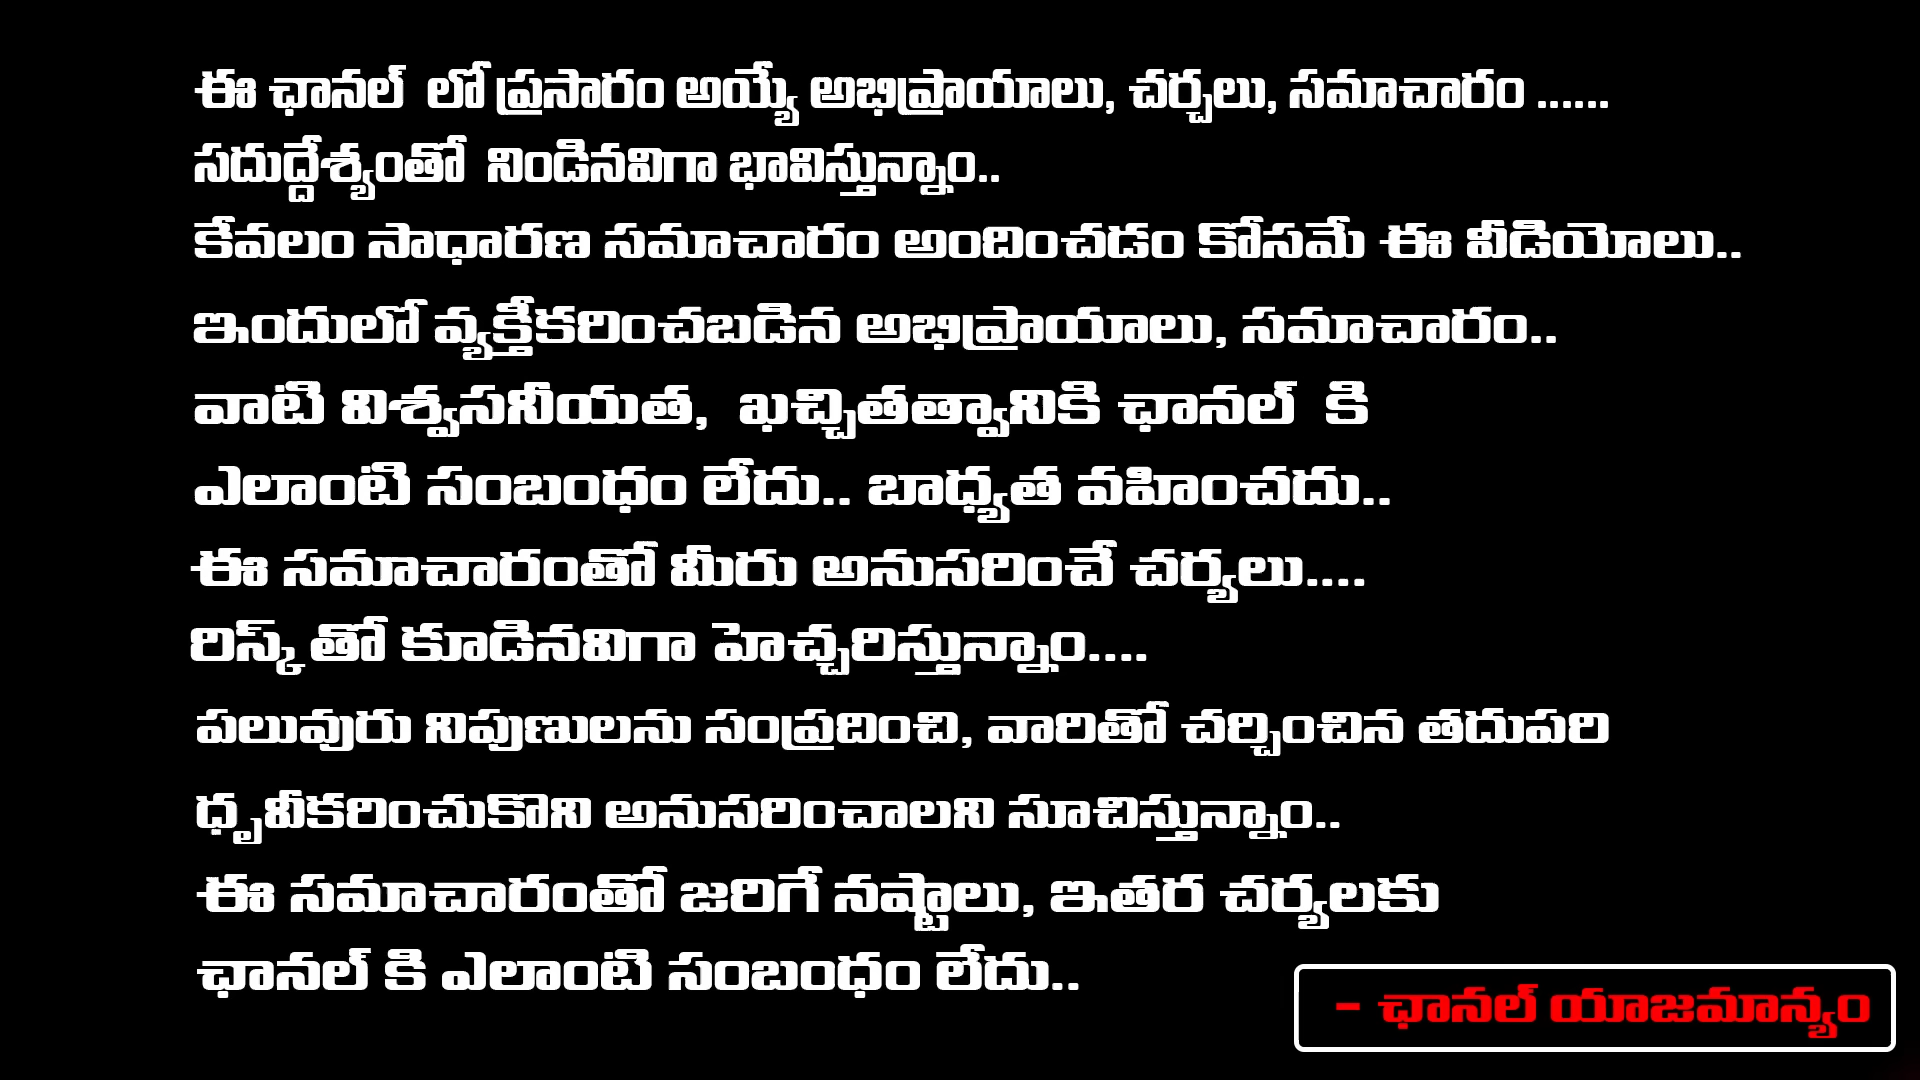 ఈ ఛానల్ లో ప్రసారం అయ్యే అభిప్రాయాలు, చర్చలు, సమాచారం ......
సదుద్దేశ్యంతో నిండినవిగా భావిస్తున్నాం..
కేవలం సాధారణ సమాచారం అందించడం కోసమే ఈ వీడియోలు..
ఇందులో వ్యక్తీకరించబడిన అభిప్రాయాలు, సమాచారం..
వాటి విశ్వసనీయత, ఖచ్చితత్వానికి ఛానల్ కి
ఎలాంటి సంబంధం లేదు.. బాధ్యత వహించదు..
ఈ సమాచారంతో మీరు అనుసరించే చర్యలు....
రిస్క్ తో కూడినవిగా హెచ్చరిస్తున్నాం....
పలువురు నిపుణులను సంప్రదించి, వారితో చర్చించిన తదుపరి
ధృవీకరించుకొని అనుసరించాలని సూచిస్తున్నాం..
ఈ సమాచారంతో జరిగే నష్టాలు, ఇతర చర్యలకు
ఛానల్ కి ఎలాంటి సంబంధం లేదు..
- ఛానల్ యాజమాన్యం